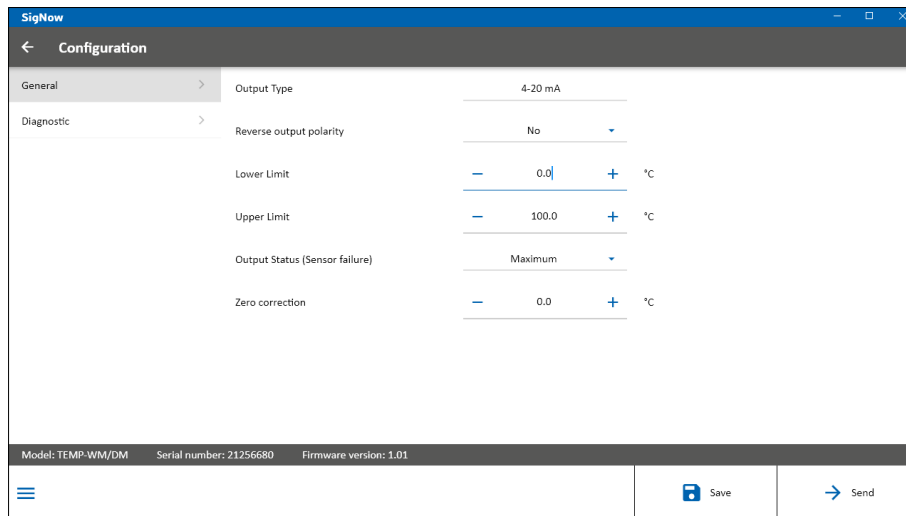 SigNow
Configuration
General
Diagnostic
Output Type 4-20 mA
Reverse output polarity No
Lower Limit − 0.0 + °C
Upper Limit − 100.0 + °C
Output Status (Sensor failure) Maximum
Zero correction − 0.0 + °C
Model: TEMP-WM/DM Serial number: 21256680 Firmware version: 1.01
Save Send